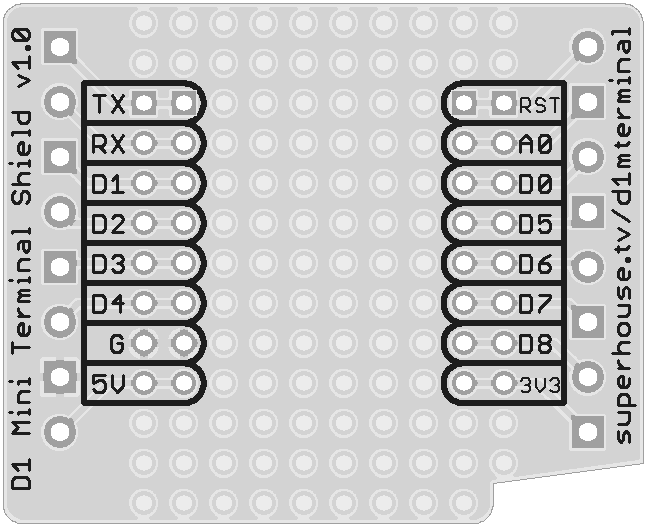 D1 Mini Terminal Shield v1.0
TX
RX
D1
D2
D3
D4
G
5V
RST
A0
D0
D5
D6
D7
D8
3V3
superhouse.tv/d1mterminal